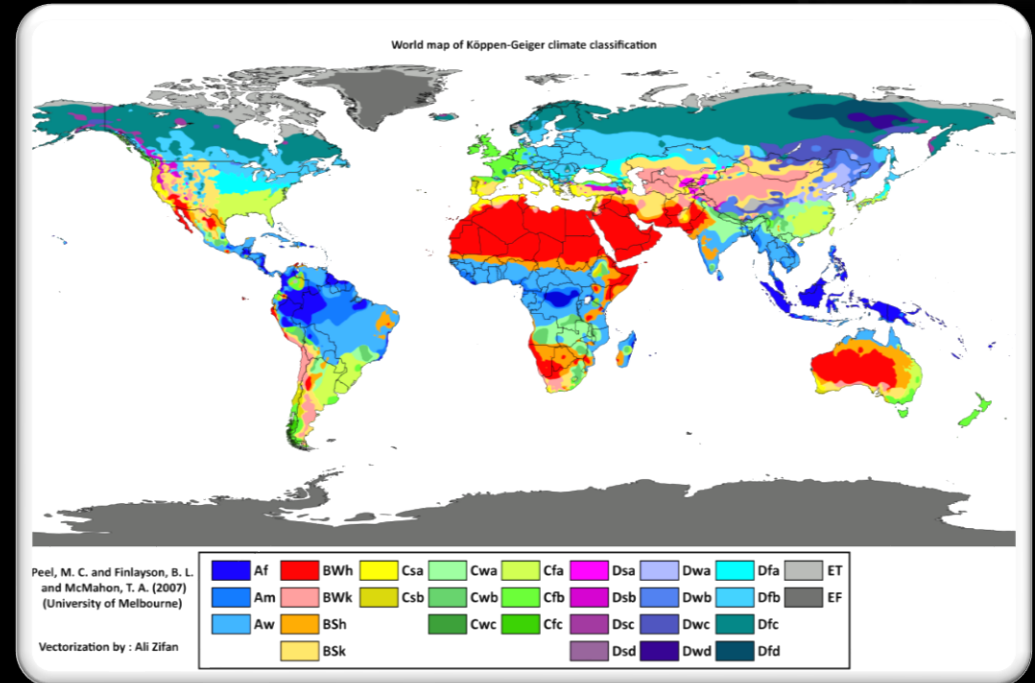 World map of Köppen-Geiger climate classification
Peel, M. C. and Finlayson, B. L.
and McMahon, T. A. (2007)
(University of Melbourne)
Vectorization by : Ali Zifan
Af BWh Csa Cwa Cfa Dsa Dwa Dfa ET
Am BWk Csb Cwb Cfb Dsb Dwb Dfb EF
Aw BSh Cwc Cfc Dsc Dwc Dfc
BSk Dsd Dwd Dfd